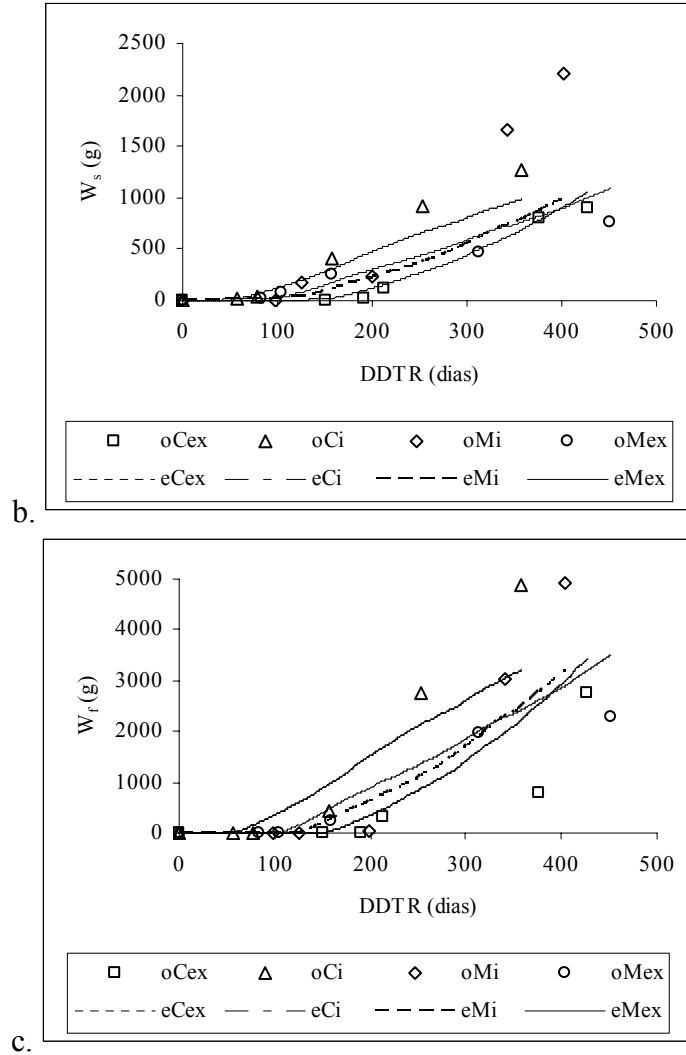 2500
2000
1500
1000
500
0
W_s (g)
0 100 200 300 400 500
DDTR (dias)
oCex oCi oMi oMex
eCex eCi eMi eMex
b.
5000
4000
3000
2000
1000
0
W_f (g)
0 100 200 300 400 500
DDTR (dias)
oCex oCi oMi oMex
eCex eCi eMi eMex
c.